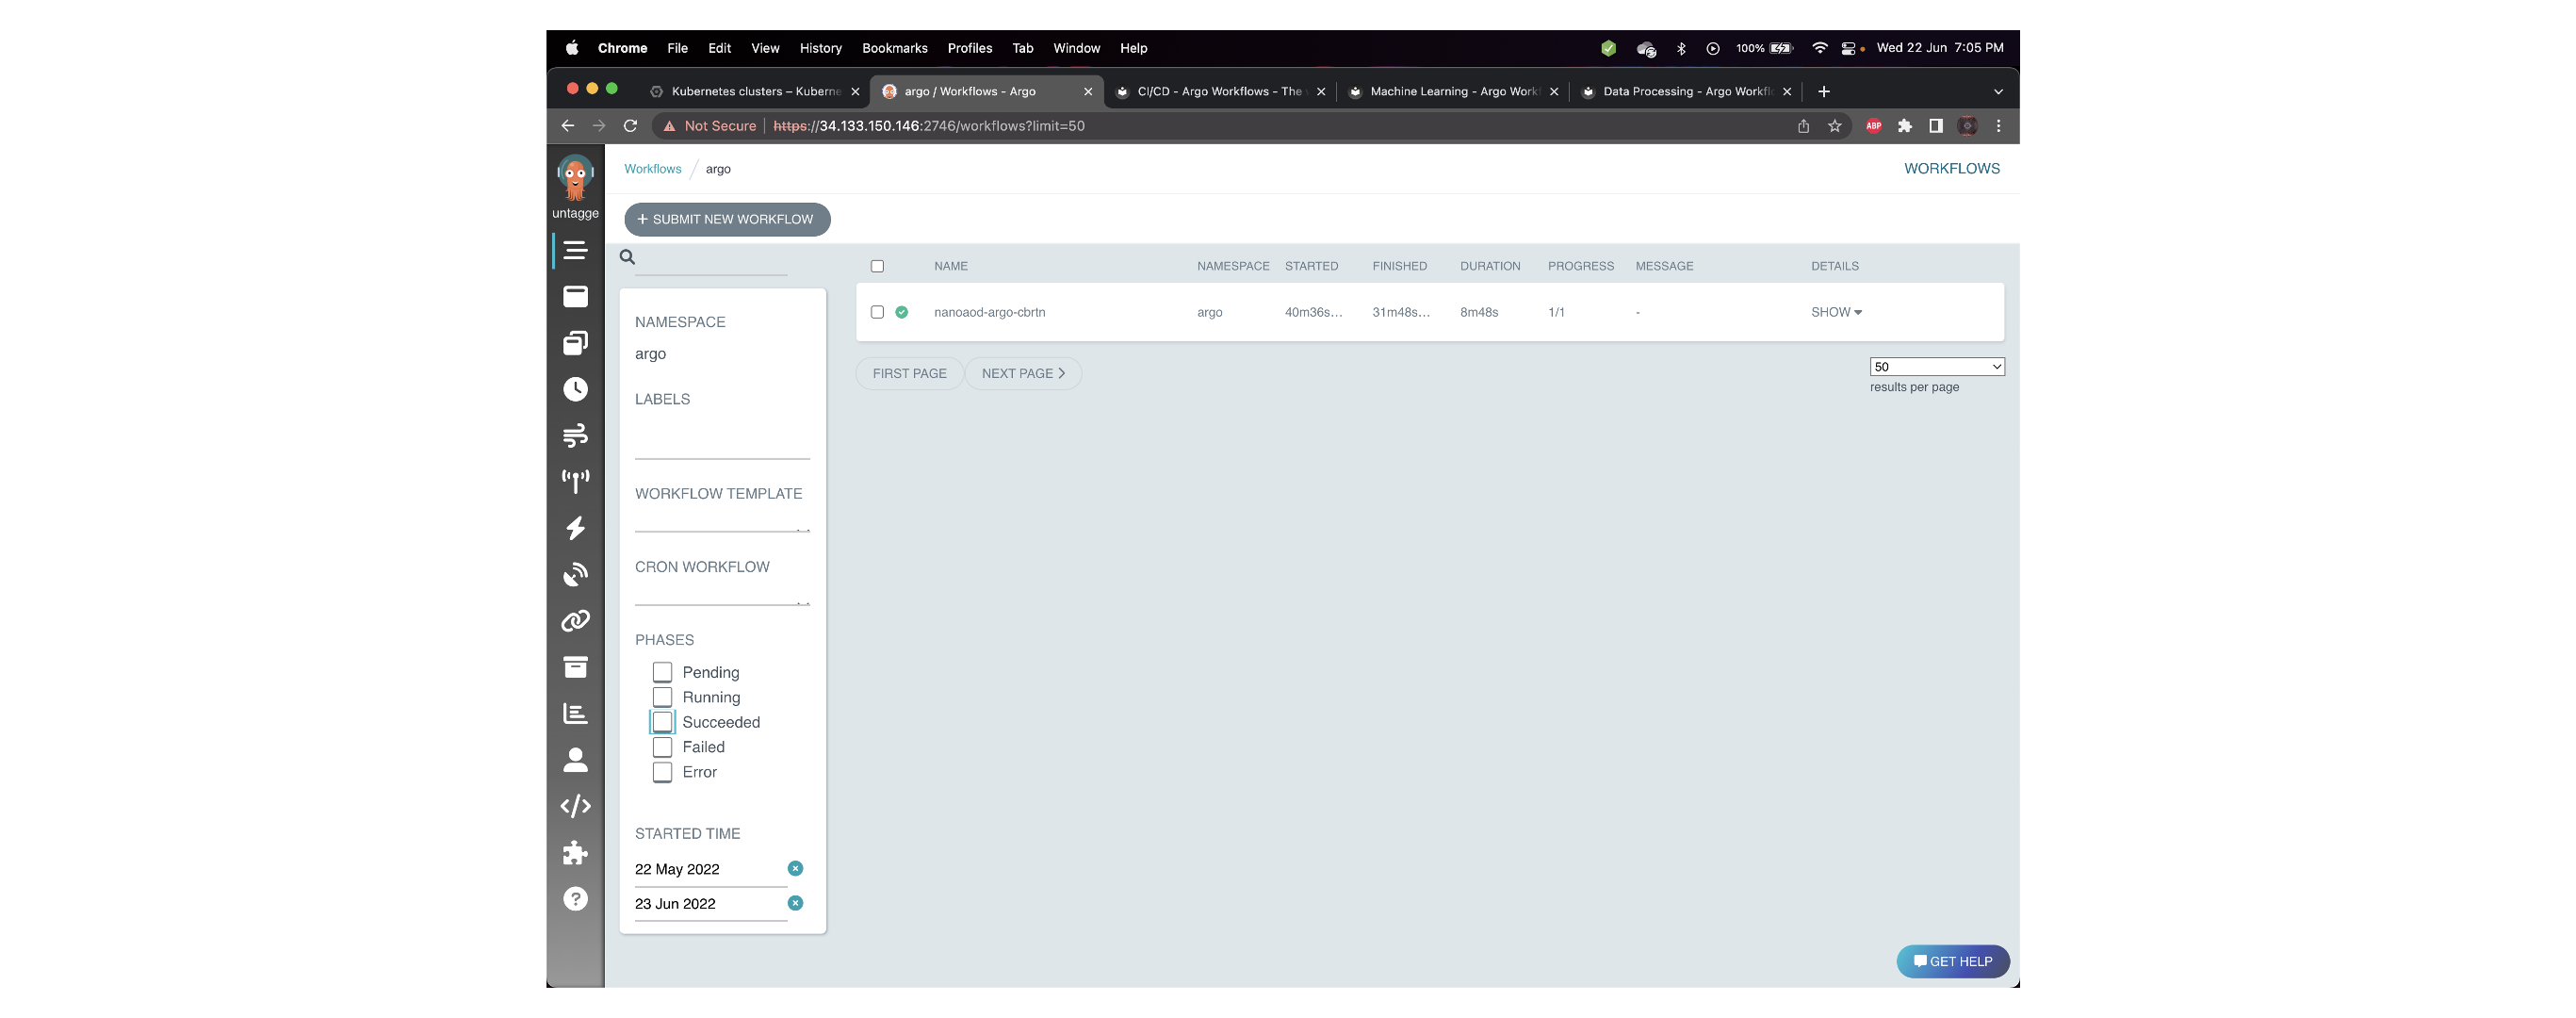 Chrome File Edit View History Bookmarks Profiles Tab Window Help 100% Wed 22 Jun 7:05 PM
Kubernetes clusters – Kuberne argo / Workflows - Argo CI/CD - Argo Workflows - The Machine Learning - Argo Work Data Processing - Argo Workfl
Not Secure https://34.133.150.146:2746/workflows?limit=50 ABP
Workflows / argo WORKFLOWS
untagge
+ SUBMIT NEW WORKFLOW
NAME NAMESPACE STARTED FINISHED DURATION PROGRESS MESSAGE DETAILS
nanoaod-argo-cbrtn argo 40m36s... 31m48s... 8m48s 1/1 - SHOW
FIRST PAGE NEXT PAGE 50
results per page
NAMESPACE
argo
LABELS
WORKFLOW TEMPLATE
CRON WORKFLOW
PHASES
Pending
Running
Succeeded
Failed
Error
STARTED TIME
22 May 2022
23 Jun 2022
GET HELP